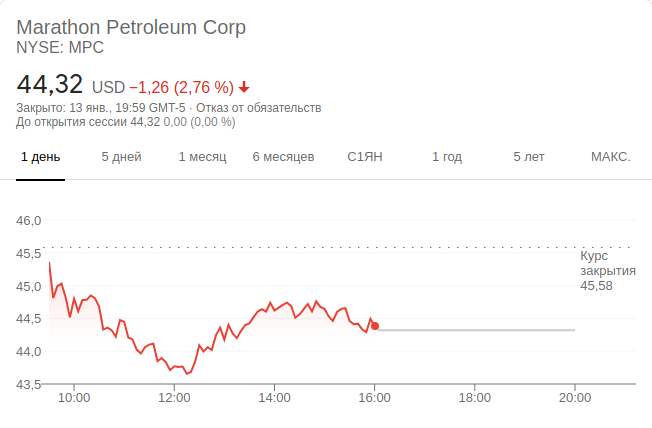 Marathon Petroleum Corp
NYSE: MPC
44,32 USD −1,26 (2,76 %)
Закрыто: 13 янв., 19:59 GMT-5 · Отказ от обязательств
До открытия сессии 44,32 0,00 (0,00 %)
1 день 5 дней 1 месяц 6 месяцев С1ЯН 1 год 5 лет МАКС.
46,0
45,5
Курс
закрытия
45,58
45,0
44,5
44,0
43,5
10:00 12:00 14:00 16:00 18:00 20:00